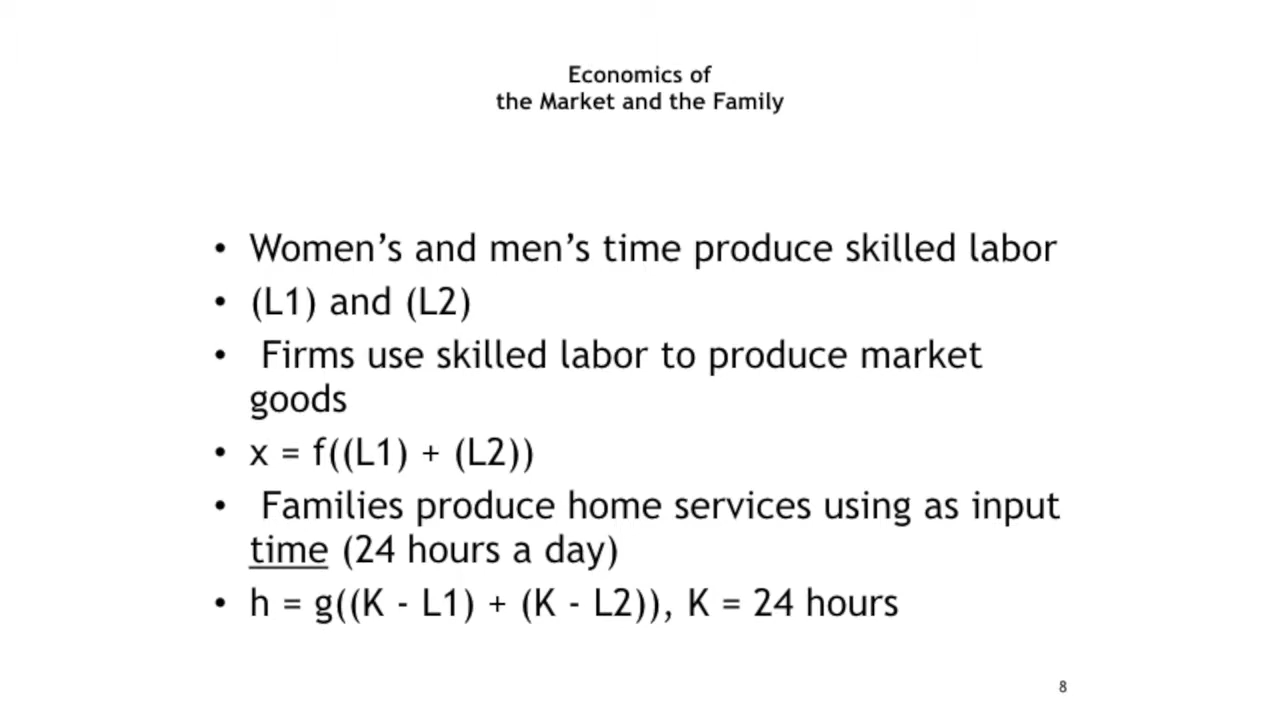 Economics of
the Market and the Family
• Women’s and men’s time produce skilled labor
• (L1) and (L2)
• Firms use skilled labor to produce market
goods
• x = f((L1) + (L2))
• Families produce home services using as input
time (24 hours a day)
• h = g((K - L1) + (K - L2)), K = 24 hours
8